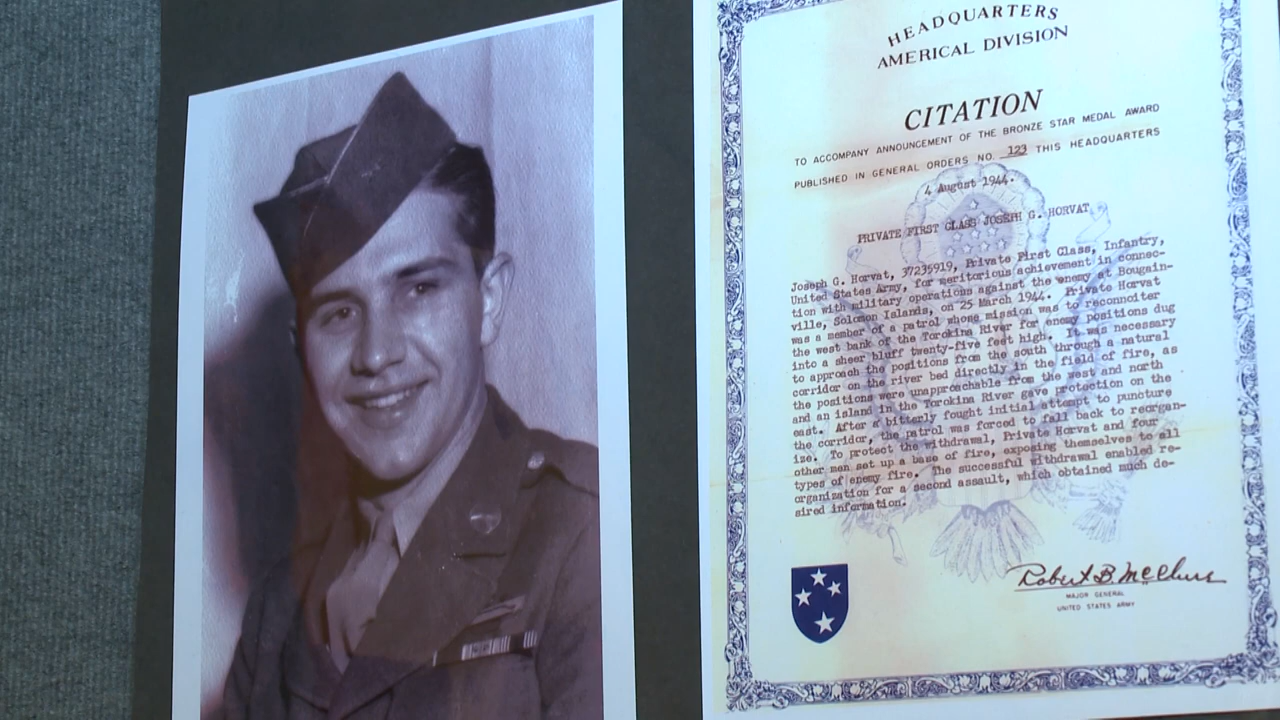 HEADQUARTERS
AMERICAL DIVISION
CITATION
TO ACCOMPANY ANNOUNCEMENT OF THE BRONZE STAR MEDAL AWARD
PUBLISHED IN GENERAL ORDERS NO. 123 THIS HEADQUARTERS
4 August 1944.
PRIVATE FIRST CLASS JOSEPH G. HORVAT
Joseph G. Horvat, 37235919, Private First Class, Infantry,
United States Army, for meritorious achievement in connec-
tion with military operations against the enemy at Bougain-
ville, Solomon Islands, on 25 March 1944. Private Horvat
was a member of a patrol whose mission was to reconnoiter
the west bank of the Torokina River for enemy positions dug
into a sheer bluff twenty-five feet high. It was necessary
to approach the positions from the south through a natural
corridor on the river bed directly in the field of fire, as
the positions were unapproachable from the west and north
and an island in the Torokina River gave protection on the
east. After a bitterly fought initial attempt to puncture
the corridor, the patrol was forced to fall back to reorgan-
ize. To protect the withdrawal, Private Horvat and four
other men set up a base of fire, exposing themselves to all
types of enemy fire. The successful withdrawal enabled re-
organization for a second assault, which obtained much de-
sired information.
Robert B. McClure
MAJOR GENERAL
UNITED STATES ARMY